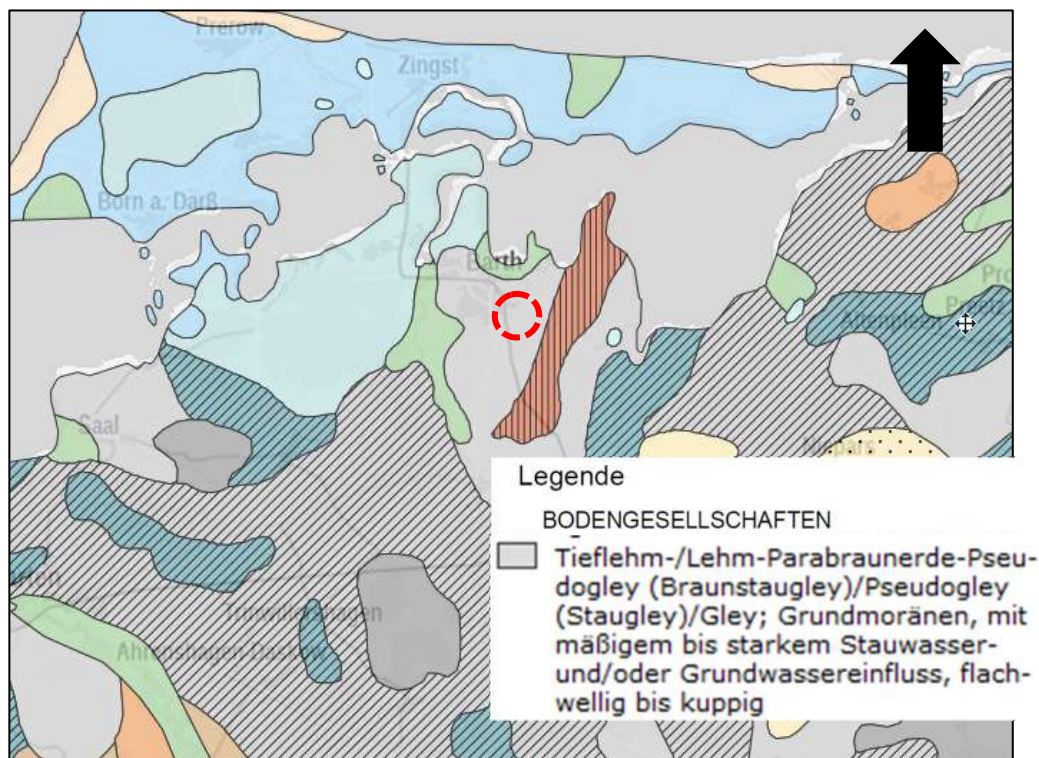 Prerow
Zingst
Born a. Darß
Barth
Saal
Legende
BODENGESELLSCHAFTEN
Tieflehm-/Lehm-Parabraunerde-Pseu-
dogley (Braunstaugley)/Pseudogley
(Staugley)/Gley; Grundmoränen, mit
mäßigem bis starkem Stauwasser-
und/oder Grundwassereinfluss, flach-
wellig bis kuppig